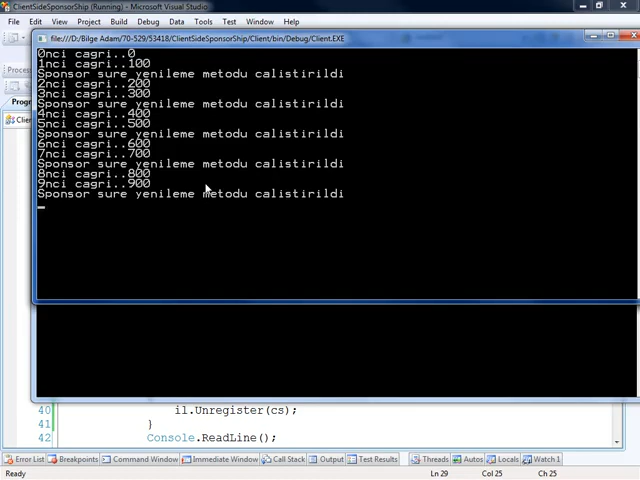 ClientSideSponsorShip (Running) - Microsoft Visual Studio
File Edit View Project Build Debug Data Tools Test Window Help
file:///D:/Bilge Adam/70-529/53418/ClientSideSponsorShip/Client/bin/Debug/Client.EXE
Proces
Progr
Clien
0nci cagri..0
1nci cagri..100
Sponsor sure yenileme metodu calistirildi
2nci cagri..200
3nci cagri..300
Sponsor sure yenileme metodu calistirildi
4nci cagri..400
5nci cagri..500
Sponsor sure yenileme metodu calistirildi
6nci cagri..600
7nci cagri..700
Sponsor sure yenileme metodu calistirildi
8nci cagri..800
9nci cagri..900
Sponsor sure yenileme metodu calistirildi
40 il.Unregister(cs);
41 }
42 Console.ReadLine();
Error List Breakpoints Command Window Immediate Window Call Stack Output Test Results Threads Autos Locals Watch 1
Ready Ln 29 Col 25 Ch 25